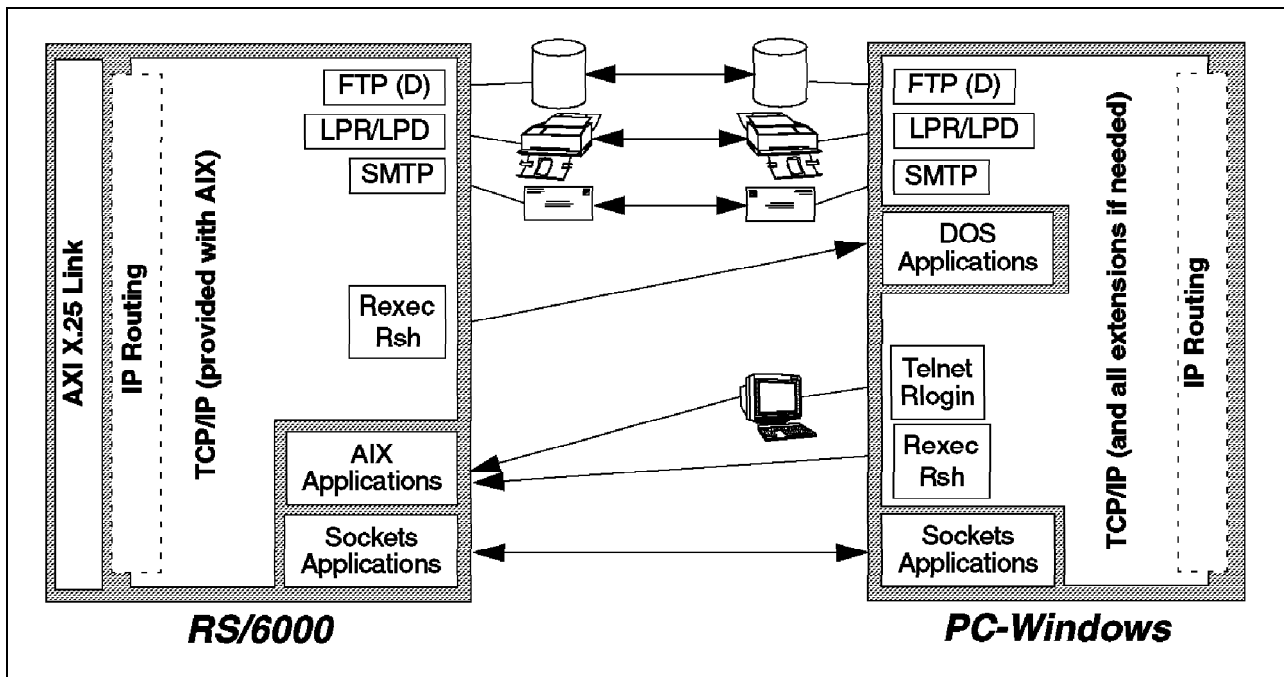 AXI X.25 Link
IP Routing
TCP/IP (provided with AIX)
FTP (D)
LPR/LPD
SMTP
Rexec
Rsh
AIX
Applications
Sockets
Applications
RS/6000
FTP (D)
LPR/LPD
SMTP
DOS
Applications
Telnet
Rlogin
Rexec
Rsh
Sockets
Applications
TCP/IP (and all extensions if needed)
IP Routing
PC-Windows